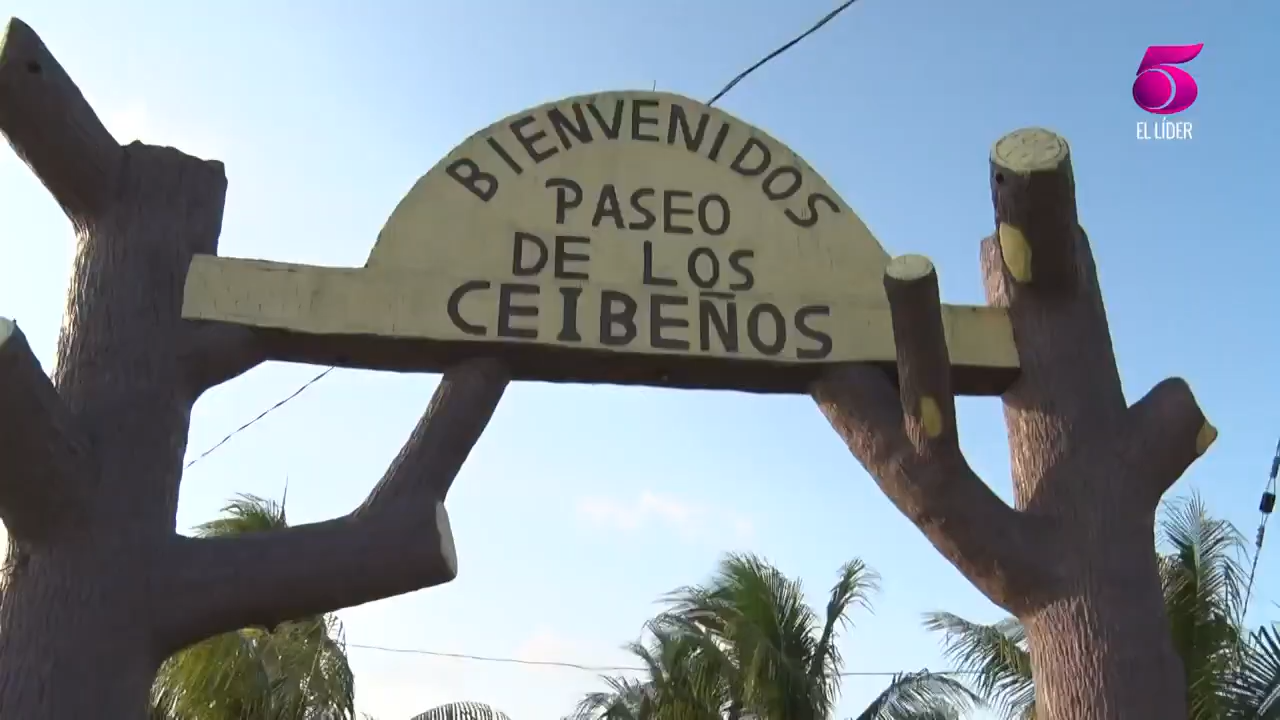 BIENVENIDOS
PASEO
DE LOS
CEIBEÑOS
5
EL LÍDER